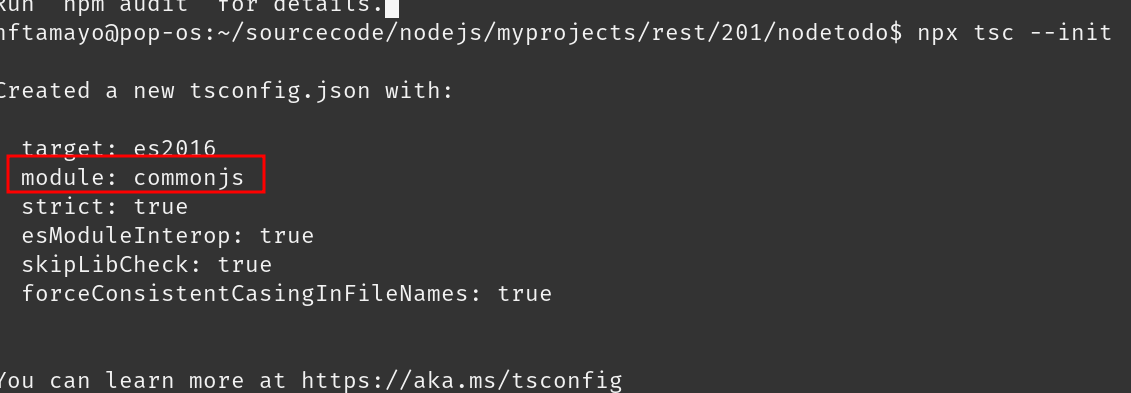 Run `npm audit` for details.
nftamayo@pop-os:~/sourcecode/nodejs/myprojects/rest/201/nodetodo$ npx tsc --init
Created a new tsconfig.json with:
target: es2016
module: commonjs
strict: true
esModuleInterop: true
skipLibCheck: true
forceConsistentCasingInFileNames: true
You can learn more at https://aka.ms/tsconfig